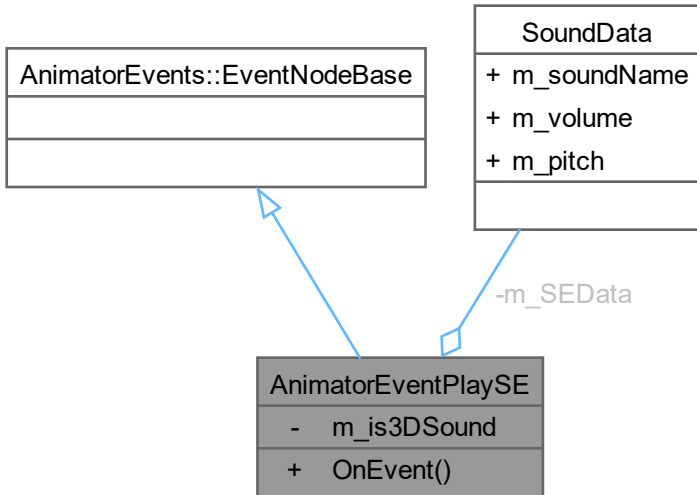 SoundData
+ m_soundName
+ m_volume
+ m_pitch
AnimatorEvents::EventNodeBase
-m_SEData
AnimatorEventPlaySE
- m_is3DSound
+ OnEvent()